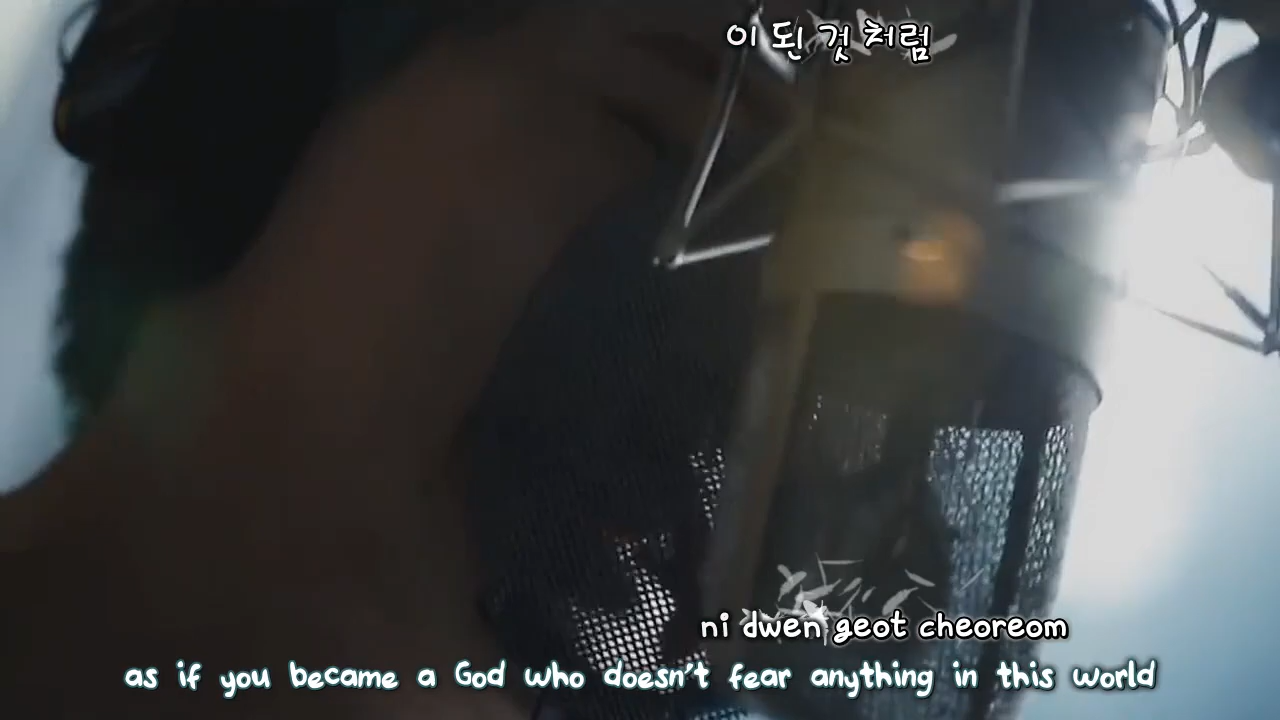 이 된 것 처럼
ni dwen geot cheoreom
as if you became a God who doesn't fear anything in this world